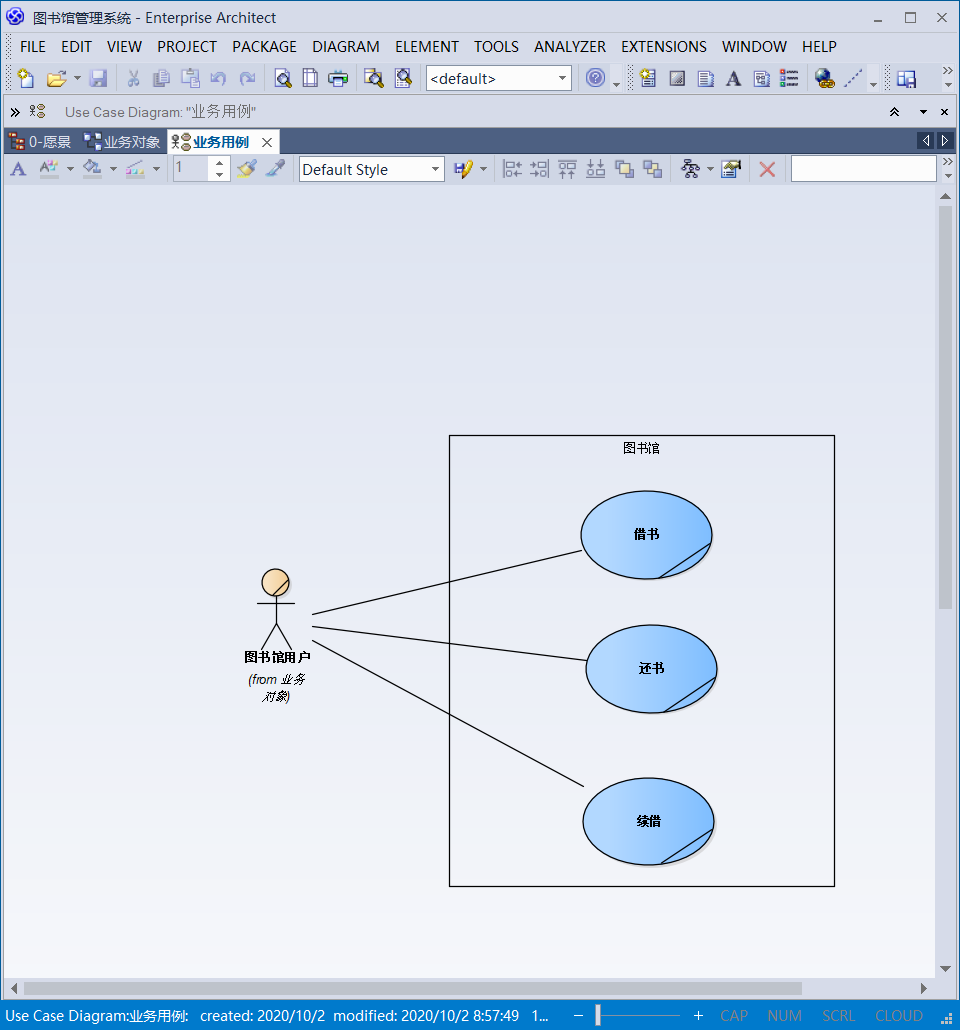 图书馆管理系统 - Enterprise Architect
FILE EDIT VIEW PROJECT PACKAGE DIAGRAM ELEMENT TOOLS ANALYZER EXTENSIONS WINDOW HELP
<default>
Use Case Diagram: "业务用例"
0-愿景 业务对象 业务用例
1 Default Style
图书馆
借书
还书
图书馆用户
(from 业务
对象)
续借
Use Case Diagram:业务用例: created: 2020/10/2 modified: 2020/10/2 8:57:49 1... CAP NUM SCRL CLOUD